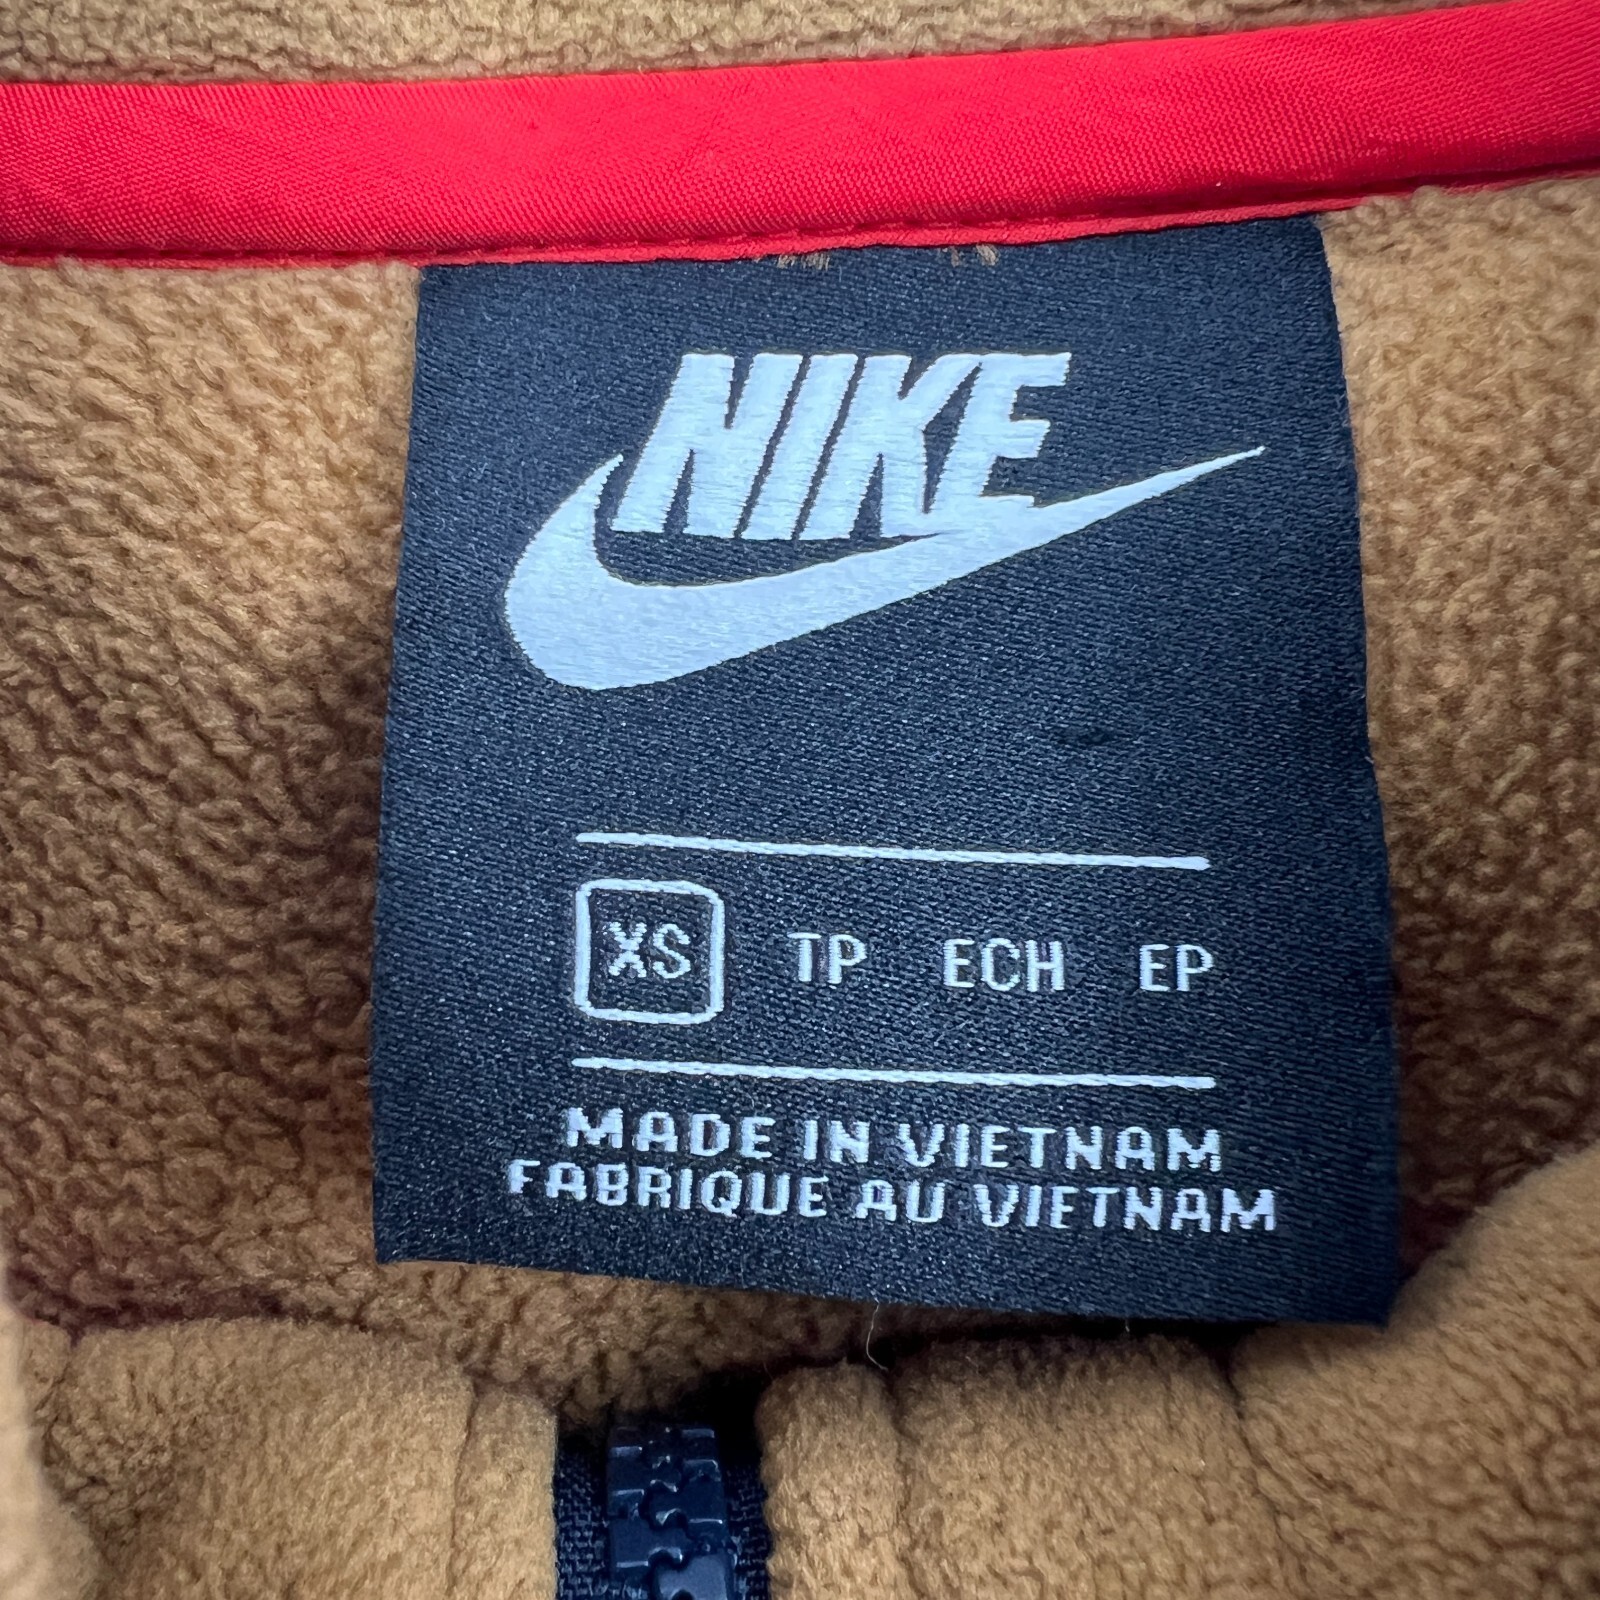 NIKE
XS TP ECH EP
MADE IN VIETNAM
FABRIQUE AU VIETNAM